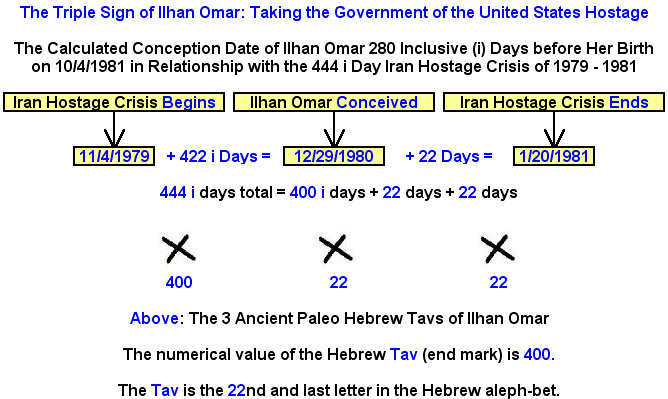 The Triple Sign of Ilhan Omar: Taking the Government of the United States Hostage
The Calculated Conception Date of Ilhan Omar 280 Inclusive (i) Days before Her Birth
on 10/4/1981 in Relationship with the 444 i Day Iran Hostage Crisis of 1979 - 1981
Iran Hostage Crisis Begins Ilhan Omar Conceived Iran Hostage Crisis Ends
11/4/1979 + 422 i Days = 12/29/1980 + 22 Days = 1/20/1981
444 i days total = 400 i days + 22 days + 22 days
400 22 22
Above: The 3 Ancient Paleo Hebrew Tavs of Ilhan Omar
The numerical value of the Hebrew Tav (end mark) is 400.
The Tav is the 22nd and last letter in the Hebrew aleph-bet.